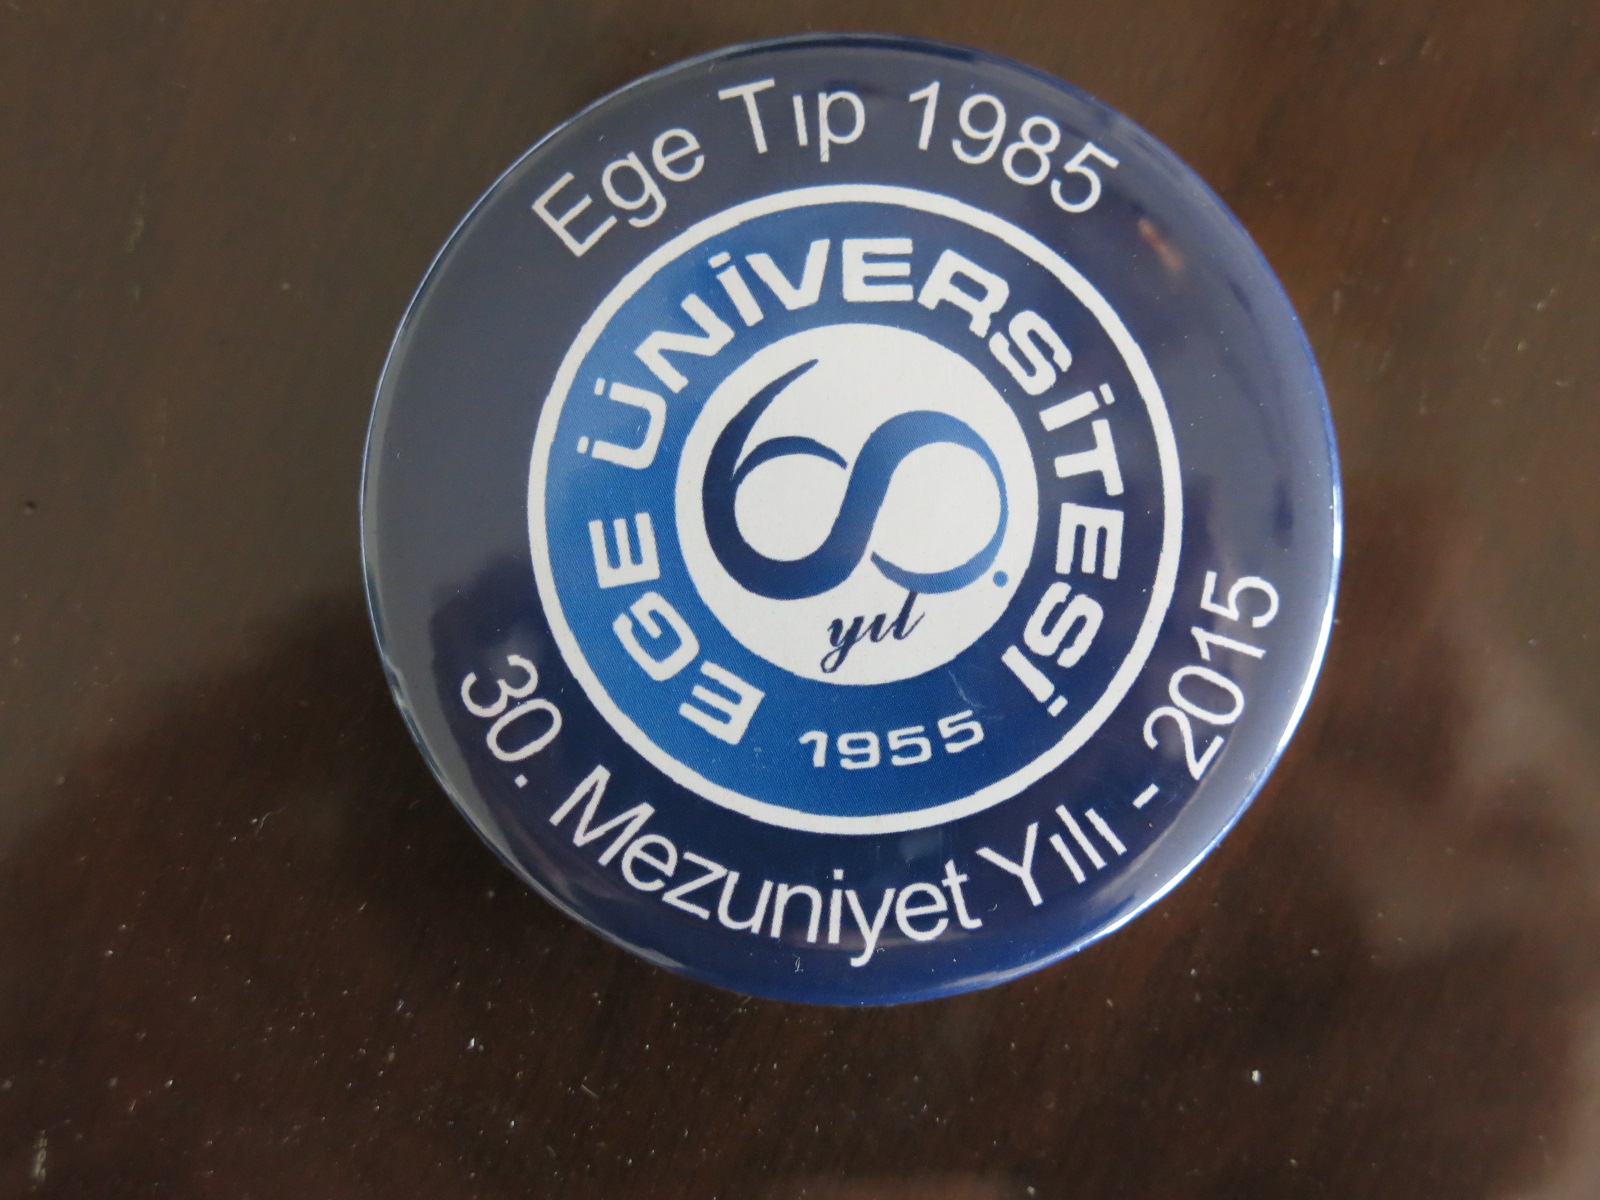 Ege Tıp 1985
EGE ÜNİVERSİTESİ
60
yıl
1955
30. Mezuniyet Yılı - 2015